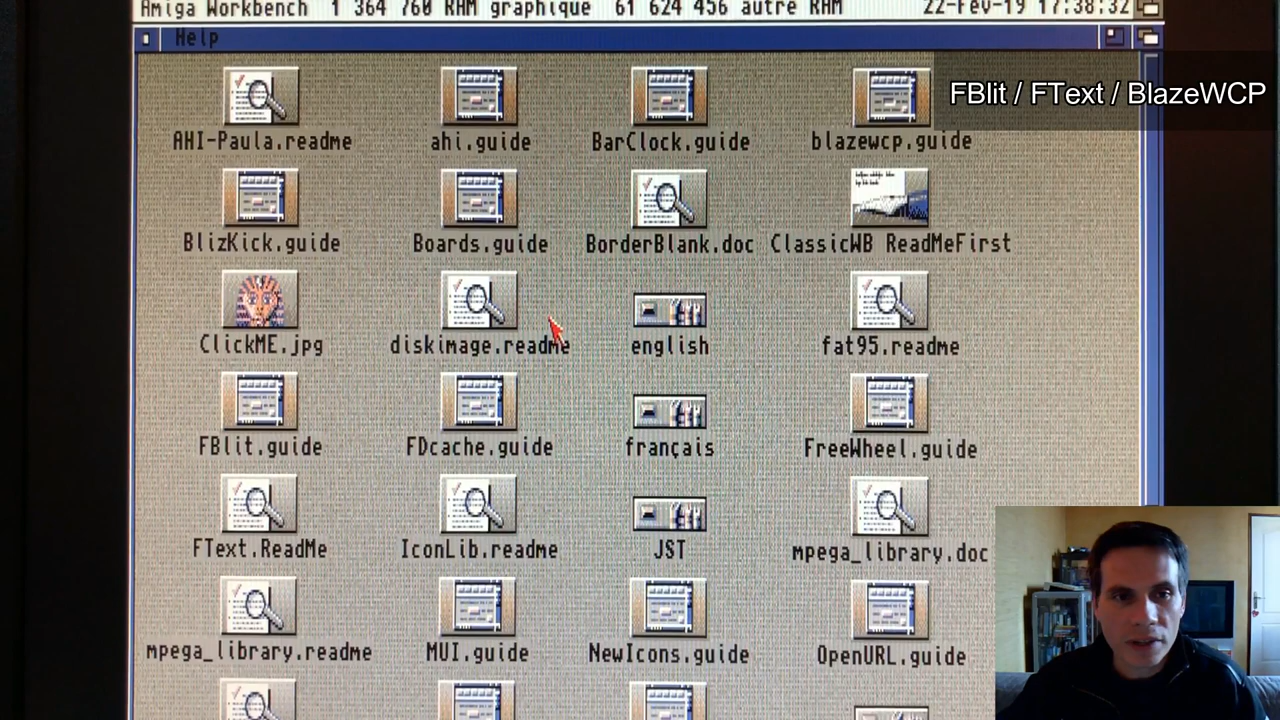 Amiga Workbench 1 364 760 RAM graphique 61 624 456 autre RAM 22-Fév-19 17:38:32
Help
FBlit / FText / BlazeWCP
AHI-Paula.readme ahi.guide BarClock.guide blazewcp.guide
BlizKick.guide Boards.guide BorderBlank.doc ClassicWB ReadMeFirst
ClickME.jpg diskimage.readme english fat95.readme
FBlit.guide FDcache.guide français FreeWheel.guide
FText.ReadMe IconLib.readme JST mpega_library.doc
mpega_library.readme MUI.guide NewIcons.guide OpenURL.guide